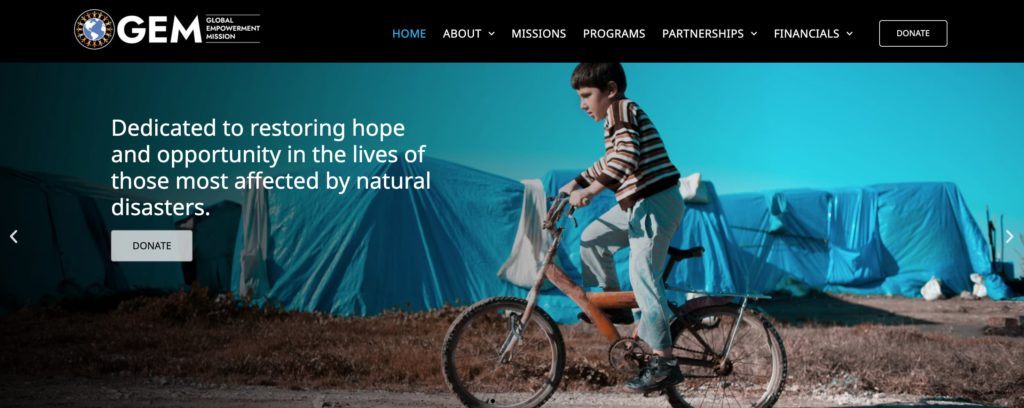 GEM
GLOBAL
EMPOWERMENT
MISSION
HOME ABOUT MISSIONS PROGRAMS PARTNERSHIPS FINANCIALS DONATE
Dedicated to restoring hope
and opportunity in the lives of
those most affected by natural
disasters.
DONATE